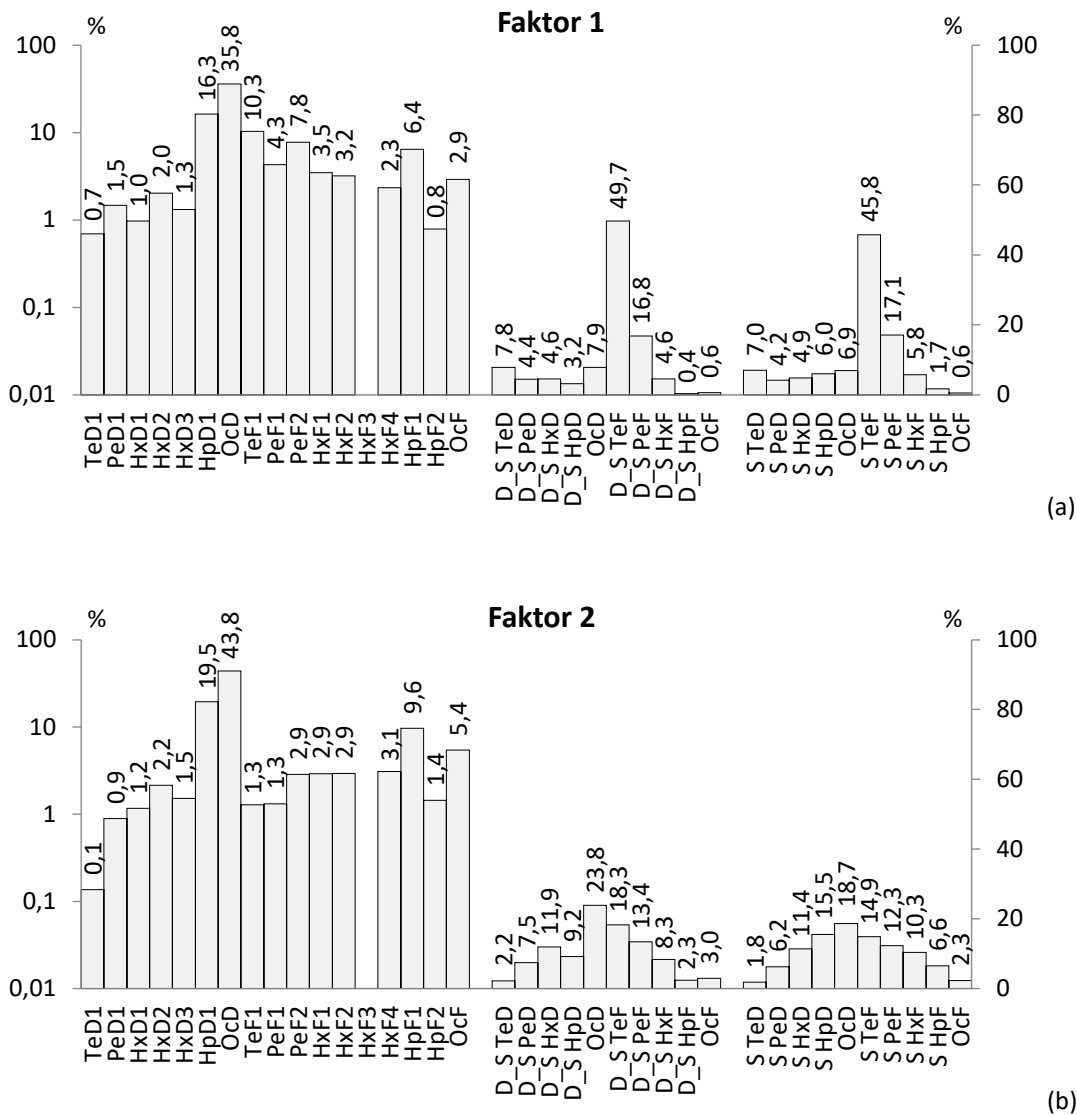 Faktor 1
% %
100 100
10 80
1 60
0,1 40
0,01 20
0
0,7 1,5 1,0 2,0 1,3 16,3 35,8 10,3 4,3 7,8 3,5 3,2 2,3 6,4 0,8 2,9
7,8 4,4 4,6 3,2 7,9 49,7 16,8 4,6 0,4 0,6
7,0 4,2 4,9 6,0 6,9 45,8 17,1 5,8 1,7 0,6
TeD1 PeD1 HxD1 HxD2 HxD3 HpD1 OcD TeF1 PeF1 PeF2 HxF1 HxF2 HxF3 HxF4 HpF1 HpF2 OcF
D_S TeD D_S PeD D_S HxD D_S HpD OcD D_S TeF D_S PeF D_S HxF D_S HpF OcF
S TeD S PeD S HxD S HpD OcD S TeF S PeF S HxF S HpF OcF
(a)
Faktor 2
% %
100 100
10 80
1 60
0,1 40
0,01 20
0
0,1 0,9 1,2 2,2 1,5 19,5 43,8 1,3 1,3 2,9 2,9 2,9 3,1 9,6 1,4 5,4
2,2 7,5 11,9 9,2 23,8 18,3 13,4 8,3 2,3 3,0
1,8 6,2 11,4 15,5 18,7 14,9 12,3 10,3 6,6 2,3
TeD1 PeD1 HxD1 HxD2 HxD3 HpD1 OcD TeF1 PeF1 PeF2 HxF1 HxF2 HxF3 HxF4 HpF1 HpF2 OcF
D_S TeD D_S PeD D_S HxD D_S HpD OcD D_S TeF D_S PeF D_S HxF D_S HpF OcF
S TeD S PeD S HxD S HpD OcD S TeF S PeF S HxF S HpF OcF
(b)